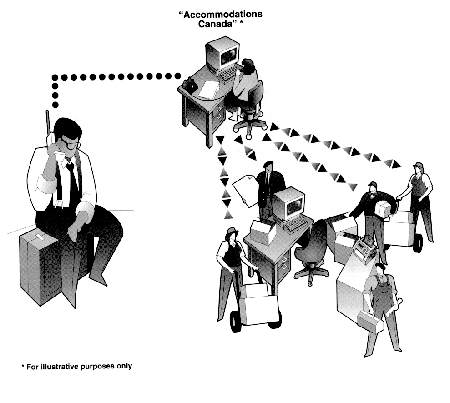 "Accommodations
Canada" *
* For illustrative purposes only